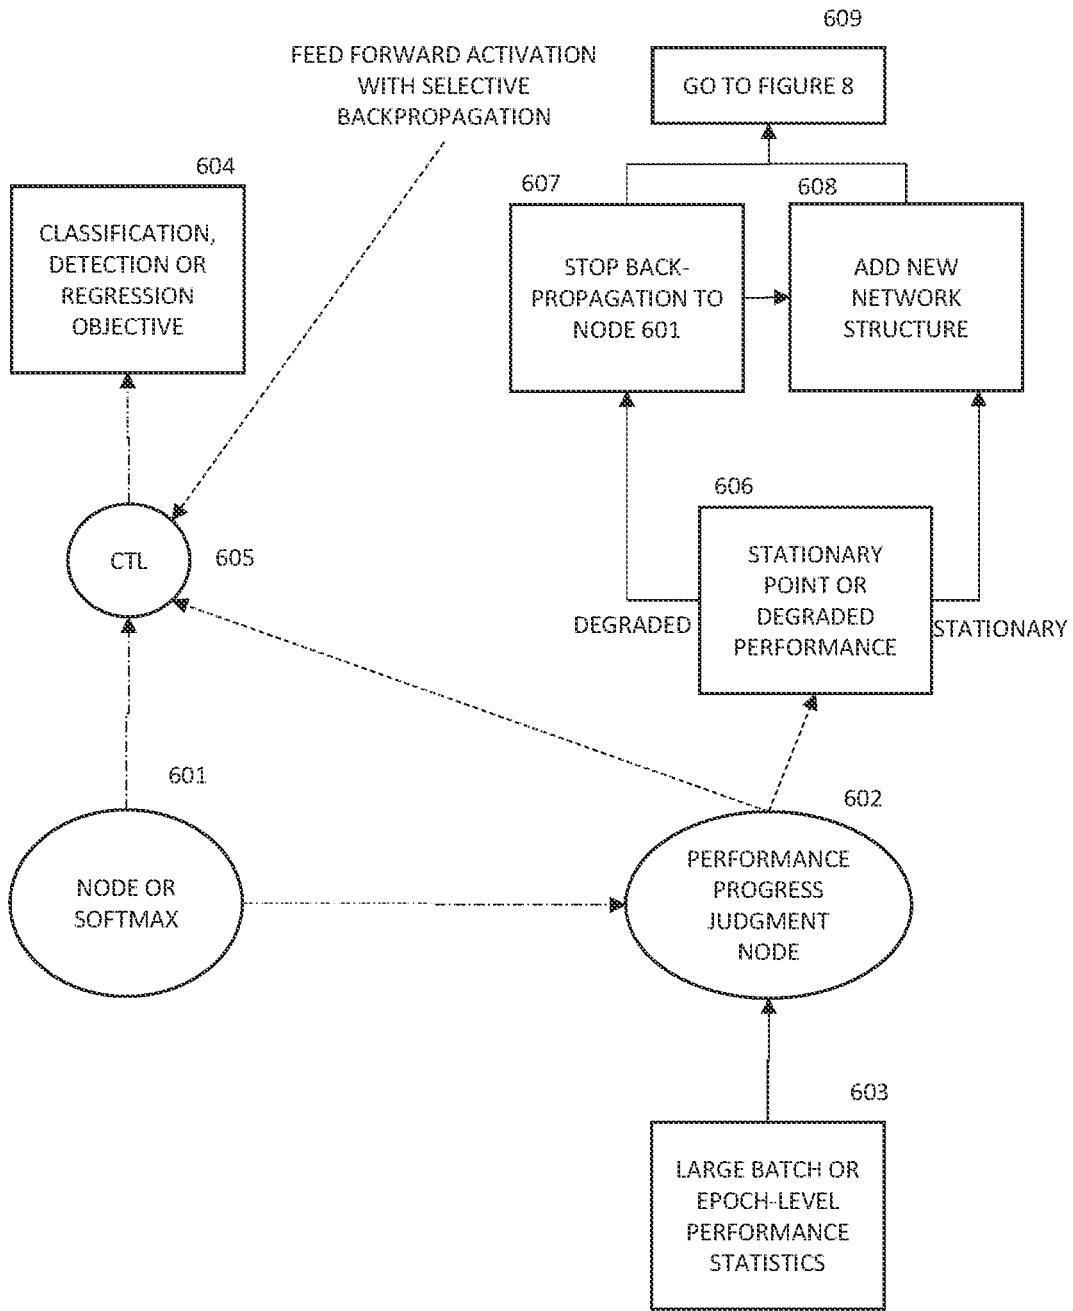 609
FEED FORWARD ACTIVATION
WITH SELECTIVE
BACKPROPAGATION
GO TO FIGURE 8
604
607
608
CLASSIFICATION,
DETECTION OR
REGRESSION
OBJECTIVE
STOP BACK-
PROPAGATION TO
NODE 601
ADD NEW
NETWORK
STRUCTURE
606
CTL
605
STATIONARY
POINT OR
DEGRADED
PERFORMANCE
DEGRADED
STATIONARY
601
602
NODE OR
SOFTMAX
PERFORMANCE
PROGRESS
JUDGMENT
NODE
603
LARGE BATCH OR
EPOCH-LEVEL
PERFORMANCE
STATISTICS